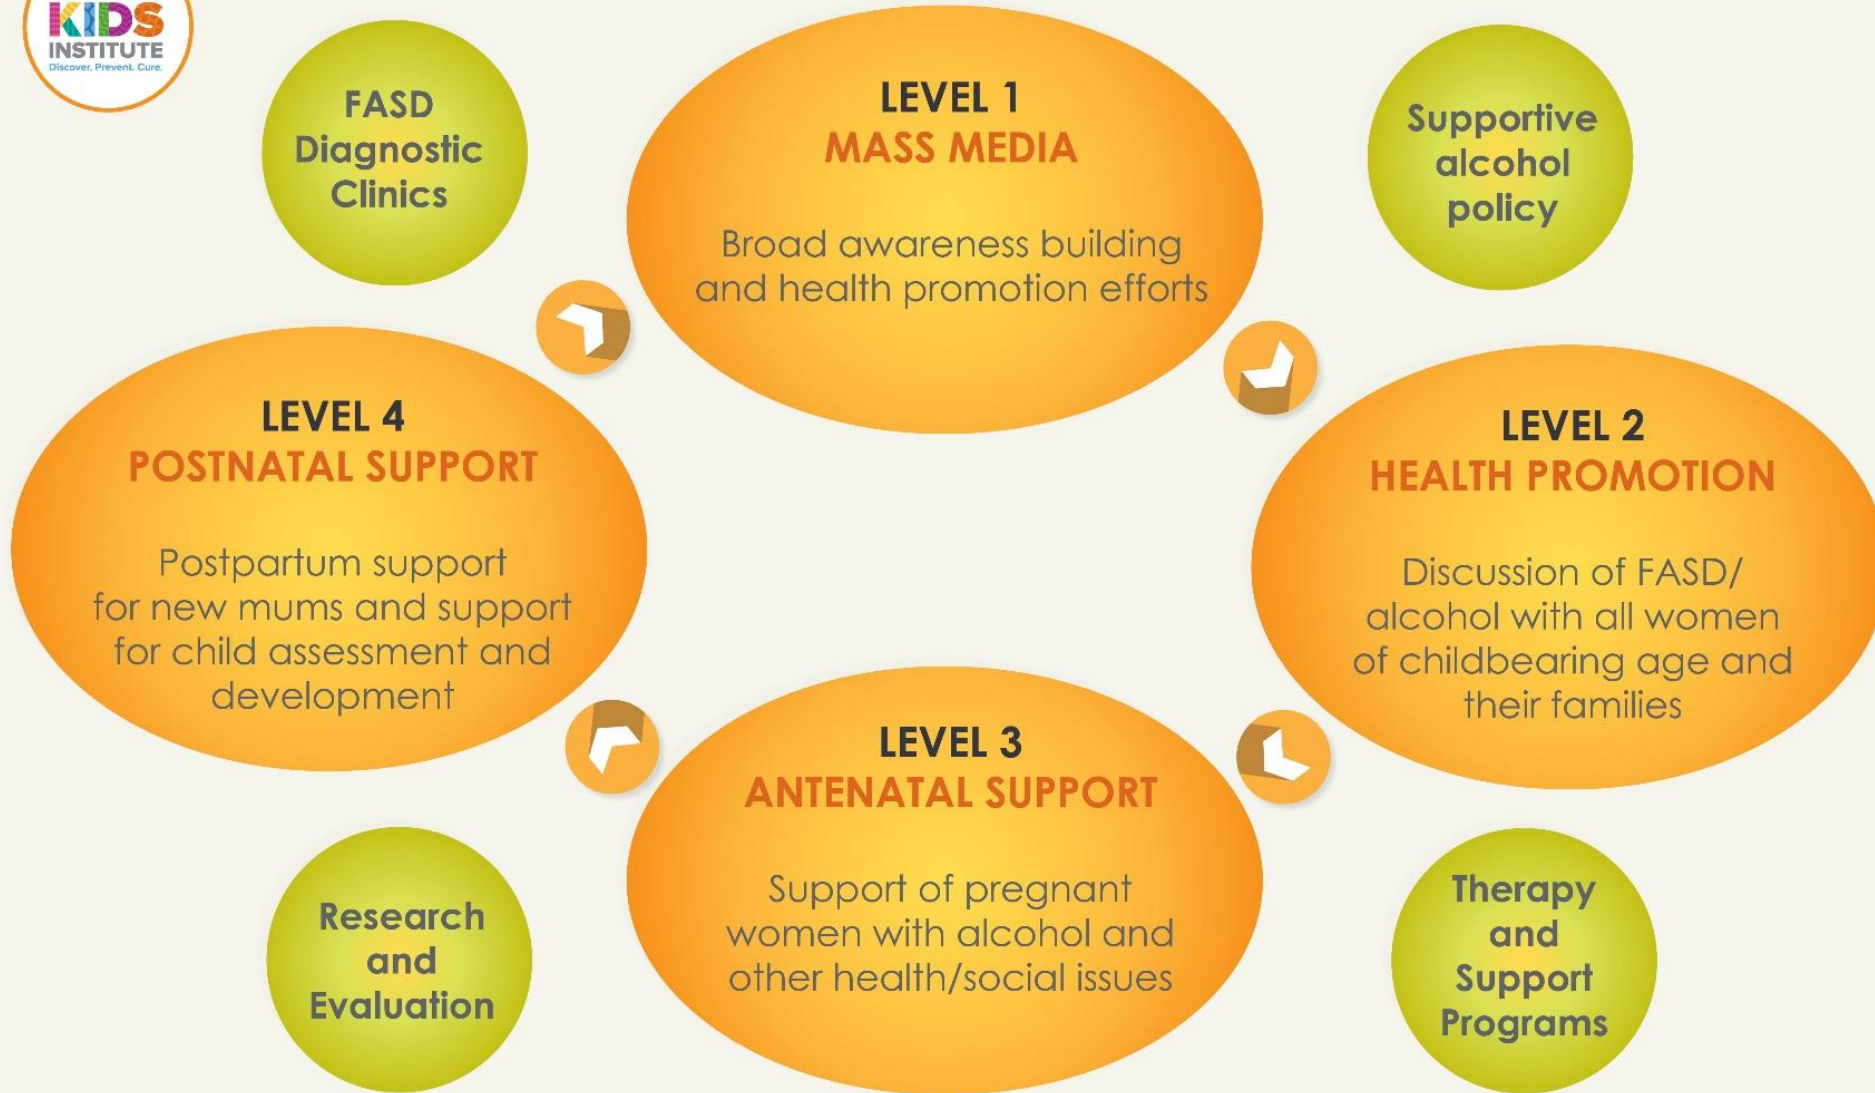 KIDS
INSTITUTE
Discover. Prevent. Cure.
FASD
Diagnostic
Clinics
LEVEL 1
MASS MEDIA
Broad awareness building
and health promotion efforts
Supportive
alcohol
policy
LEVEL 4
POSTNATAL SUPPORT
Postpartum support
for new mums and support
for child assessment and
development
LEVEL 2
HEALTH PROMOTION
Discussion of FASD/
alcohol with all women
of childbearing age and
their families
LEVEL 3
ANTENATAL SUPPORT
Support of pregnant
women with alcohol and
other health/social issues
Research
and
Evaluation
Therapy
and
Support
Programs